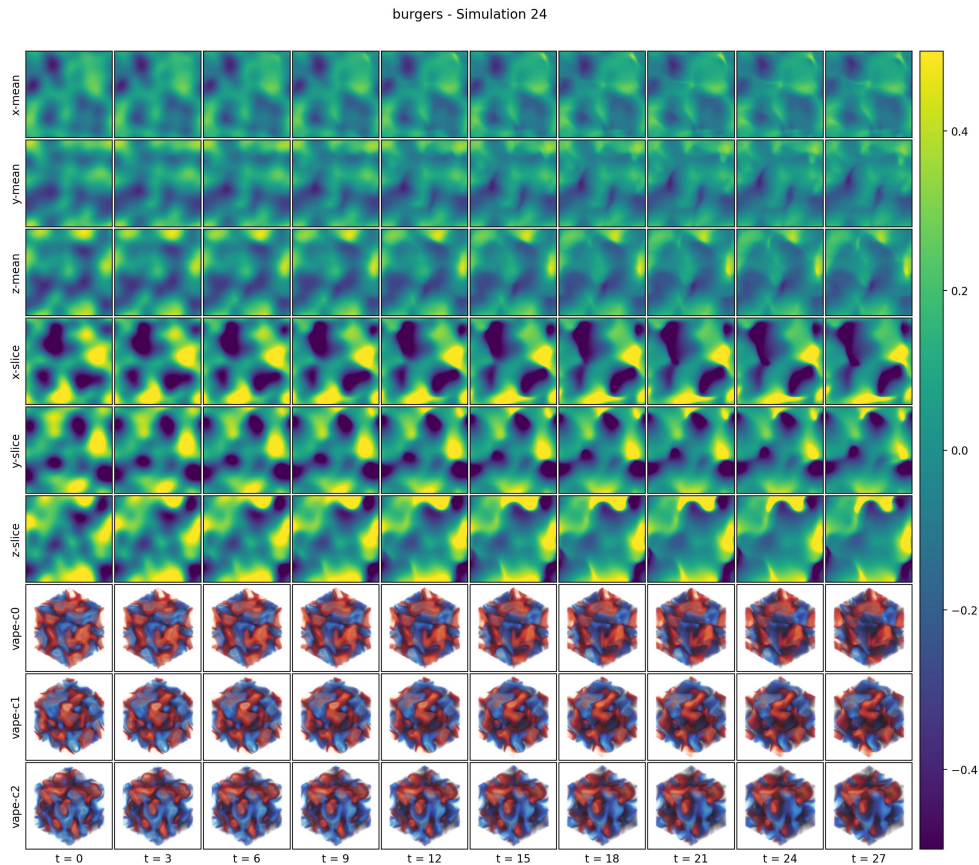 burgers - Simulation 24
x-mean
y-mean
z-mean
x-slice
y-slice
z-slice
vape-c0
vape-c1
vape-c2
t = 0
t = 3
t = 6
t = 9
t = 12
t = 15
t = 18
t = 21
t = 24
t = 27
0.4
0.2
0.0
−0.2
−0.4